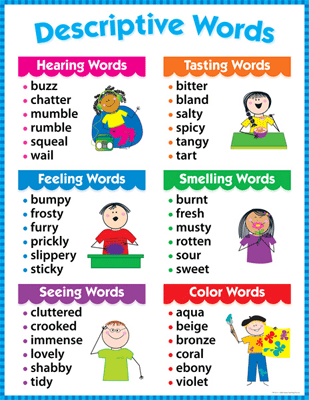 Descriptive Words
Hearing Words
buzz
chatter
mumble
rumble
squeal
wail
Tasting Words
bitter
bland
salty
spicy
tangy
tart
Feeling Words
bumpy
frosty
furry
prickly
slippery
sticky
Smelling Words
burnt
fresh
musty
rotten
sour
sweet
Seeing Words
cluttered
crooked
immense
lovely
shabby
tidy
Color Words
aqua
beige
bronze
coral
ebony
violet